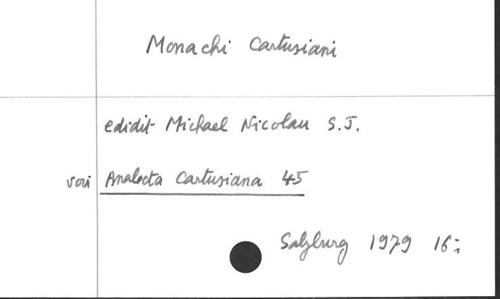 Monachi Cartusiani
edidit Michael Nicolau S.J.
voir Analecta Cartusiana 45
Salzburg 1979 16: